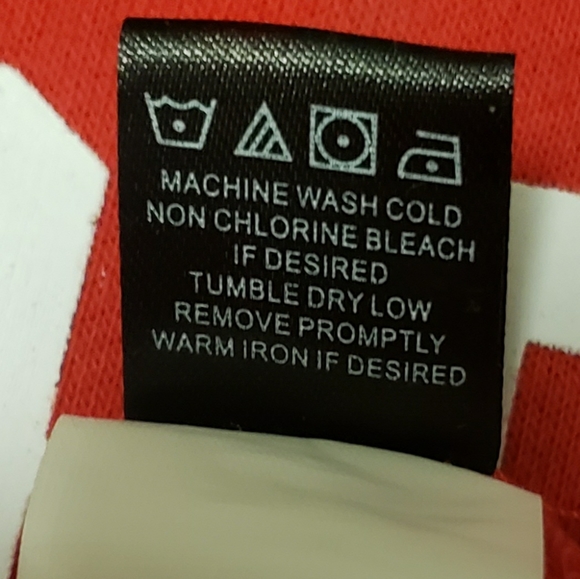 MACHINE WASH COLD
NON CHLORINE BLEACH
IF DESIRED
TUMBLE DRY LOW
REMOVE PROMPTLY
WARM IRON IF DESIRED